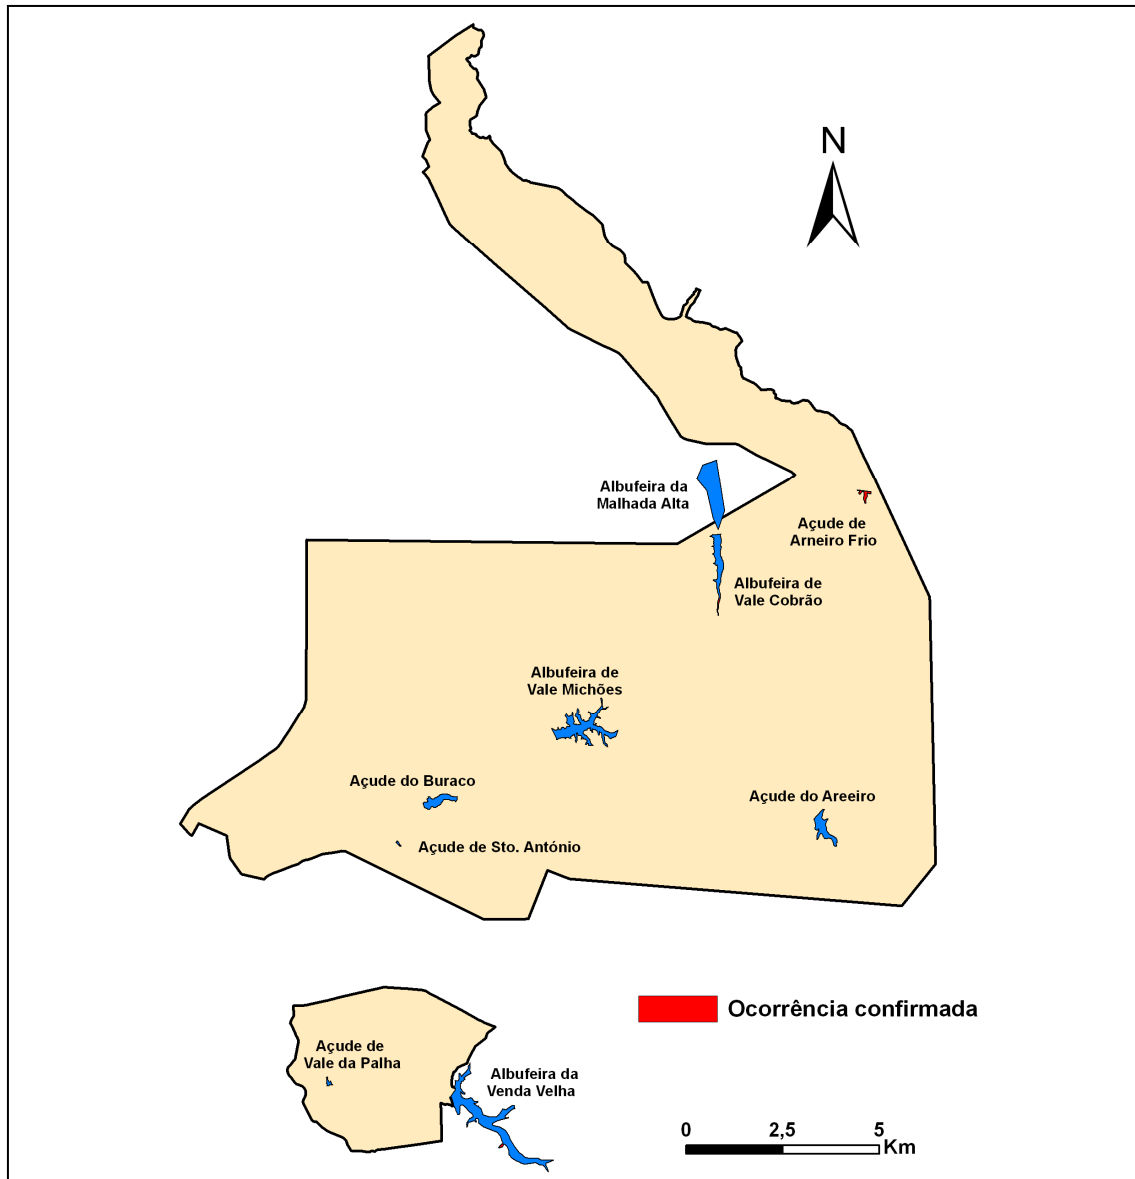 N
Albufeira da
Malhada Alta
Açude de
Arneiro Frio
Albufeira de
Vale Cobrão
Albufeira de
Vale Michões
Açude do Buraco
Açude do Areeiro
Açude de Sto. António
Ocorrência confirmada
Açude de
Vale da Palha
Albufeira da
Venda Velha
0 2,5 5
Km